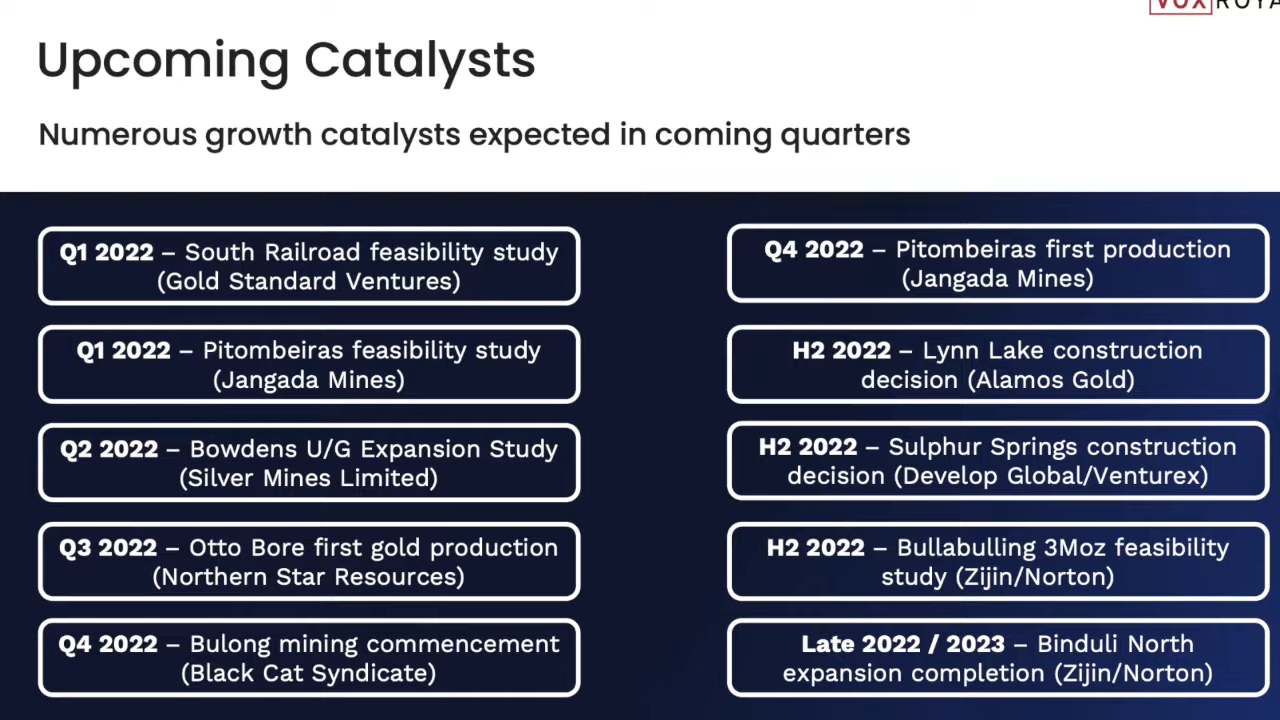 VOX ROYA
Upcoming Catalysts
Numerous growth catalysts expected in coming quarters
Q1 2022 – South Railroad feasibility study
(Gold Standard Ventures)
Q1 2022 – Pitombeiras feasibility study
(Jangada Mines)
Q2 2022 – Bowdens U/G Expansion Study
(Silver Mines Limited)
Q3 2022 – Otto Bore first gold production
(Northern Star Resources)
Q4 2022 – Bulong mining commencement
(Black Cat Syndicate)
Q4 2022 – Pitombeiras first production
(Jangada Mines)
H2 2022 – Lynn Lake construction
decision (Alamos Gold)
H2 2022 – Sulphur Springs construction
decision (Develop Global/Venturex)
H2 2022 – Bullabulling 3Moz feasibility
study (Zijin/Norton)
Late 2022 / 2023 – Binduli North
expansion completion (Zijin/Norton)